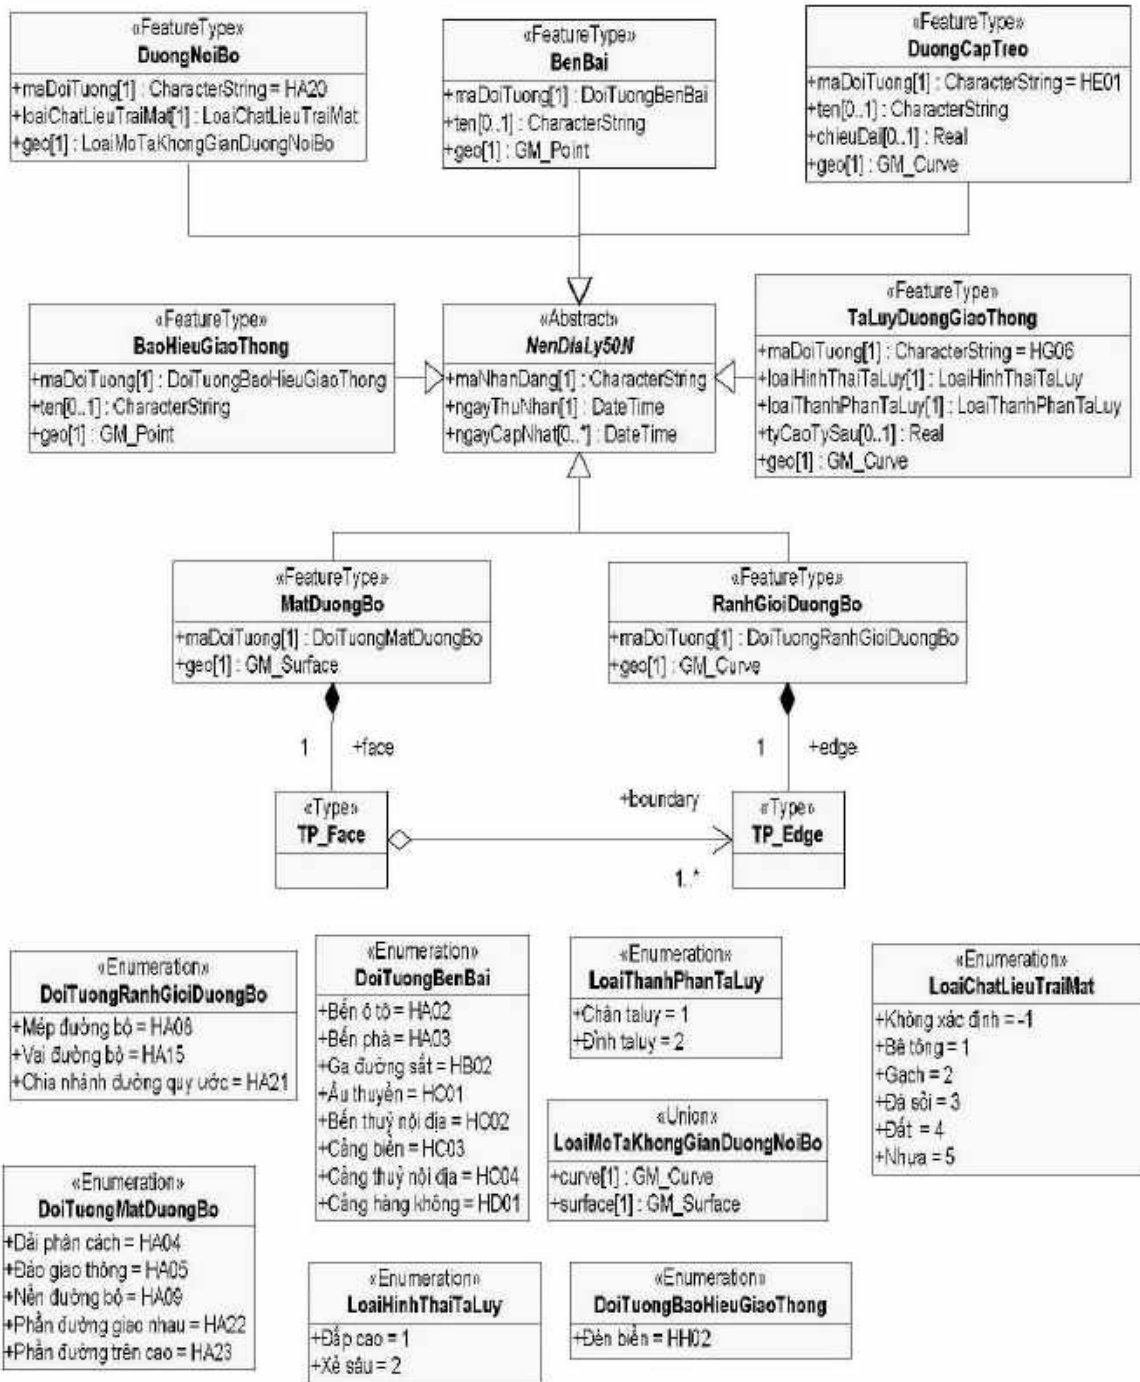 «FeatureType»
DuongNoiBo
+maDoiTuong[1] : CharacterString = HA20
+loaiChatLieuTraiMat[1] : LoaiChatLieuTraiMat
+geo[1] : LoaiMoTaKhongGianDuongNoiBo
«FeatureType»
BenBai
+maDoiTuong[1] : DoiTuongBenBai
+ten[0..1] : CharacterString
+geo[1] : GM_Point
«FeatureType»
DuongCapTreo
+maDoiTuong[1] : CharacterString = HE01
+ten[0..1] : CharacterString
+chieuDai[0..1] : Real
+geo[1] : GM_Curve
«FeatureType»
BaoHieuGiaoThong
+maDoiTuong[1] : DoiTuongBaoHieuGiaoThong
+ten[0..1] : CharacterString
+geo[1] : GM_Point
«Abstract»
NenDiaLy50N
+maNhanDang[1] : CharacterString
+ngayThuNhan[1] : DateTime
+ngayCapNhat[0..*] : DateTime
«FeatureType»
TaLuyDuongGiaoThong
+maDoiTuong[1] : CharacterString = HG06
+loaiHinhThaiTaLuy[1] : LoaiHinhThaiTaLuy
+loaiThanhPhanTaLuy[1] : LoaiThanhPhanTaLuy
+tyCaoTySau[0..1] : Real
+geo[1] : GM_Curve
«FeatureType»
MatDuongBo
+maDoiTuong[1] : DoiTuongMatDuongBo
+geo[1] : GM_Surface
«FeatureType»
RanhGioiDuongBo
+maDoiTuong[1] : DoiTuongRanhGioiDuongBo
+geo[1] : GM_Curve
1 +face
1 +edge
«Type»
TP_Face
+boundary
1..*
«Type»
TP_Edge
«Enumeration»
DoiTuongRanhGioiDuongBo
+Mép đường bộ = HA08
+Vai đường bộ = HA15
+Chia nhánh đường quy ước = HA21
«Enumeration»
DoiTuongBenBai
+Bến ô tô = HA02
+Bến phà = HA03
+Ga đường sắt = HB02
+Âu thuyền = HC01
+Bến thuỷ nội địa = HC02
+Cảng biển = HC03
+Cảng thuỷ nội địa = HC04
+Cảng hàng không = HD01
«Enumeration»
LoaiThanhPhanTaLuy
+Chân taluy = 1
+Đỉnh taluy = 2
«Enumeration»
LoaiChatLieuTraiMat
+Không xác định = -1
+Bê tông = 1
+Gạch = 2
+Đá sỏi = 3
+Đất = 4
+Nhựa = 5
«Union»
LoaiMoTaKhongGianDuongNoiBo
+curve[1] : GM_Curve
+surface[1] : GM_Surface
«Enumeration»
DoiTuongMatDuongBo
+Dải phân cách = HA04
+Đảo giao thông = HA05
+Nền đường bộ = HA09
+Phần đường giao nhau = HA22
+Phần đường trên cao = HA23
«Enumeration»
LoaiHinhThaiTaLuy
+Đắp cao = 1
+Xẻ sâu = 2
«Enumeration»
DoiTuongBaoHieuGiaoThong
+Đèn biển = HH02